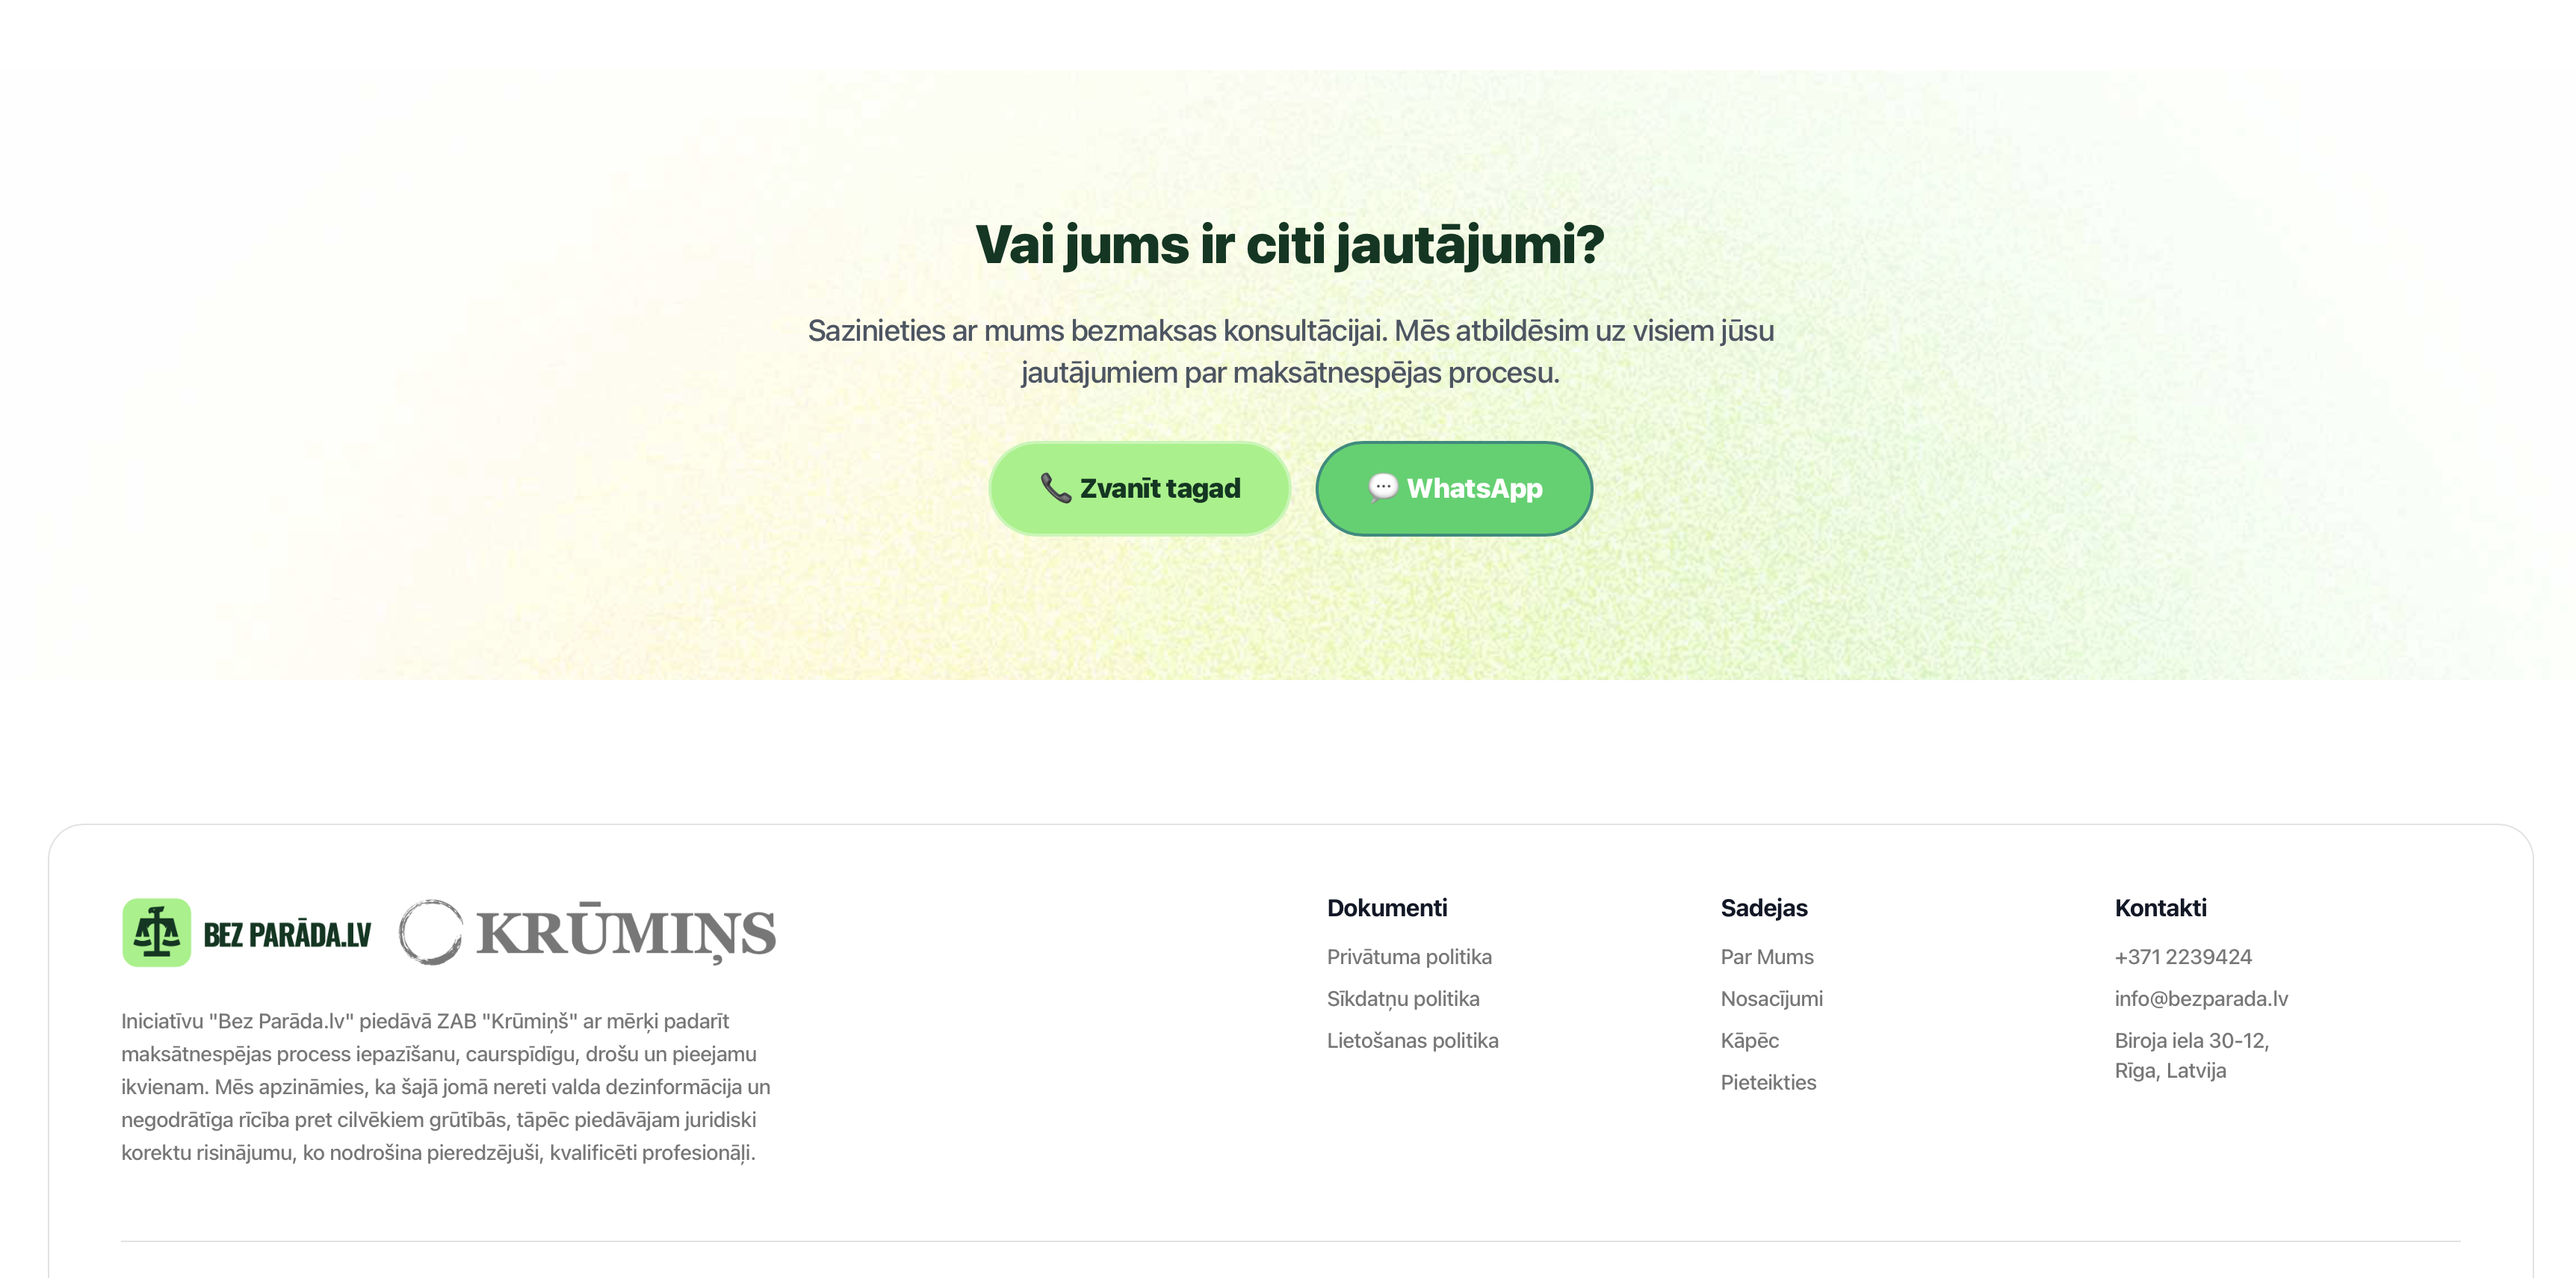 Vai jums ir citi jautājumi?
Sazinieties ar mums bezmaksas konsultācijai. Mēs atbildēsim uz visiem jūsu
jautājumiem par maksātnespējas procesu.
📞 Zvanīt tagad
💬 WhatsApp
BEZ PARĀDA.LV
KRŪMIŅS
Iniciatīvu "Bez Parāda.lv" piedāvā ZAB "Krūmiņš" ar mērķi padarīt
maksātnespējas process iepazīšanu, caurspīdīgu, drošu un pieejamu
ikvienam. Mēs apzināmies, ka šajā jomā nereti valda dezinformācija un
negodrātīga rīcība pret cilvēkiem grūtībās, tāpēc piedāvājam juridiski
korektu risinājumu, ko nodrošina pieredzējuši, kvalificēti profesionāļi.
Dokumenti
Privātuma politika
Sīkdatņu politika
Lietošanas politika
Sadejas
Par Mums
Nosacījumi
Kāpēc
Pieteikties
Kontakti
+371 2239424
info@bezparada.lv
Biroja iela 30-12,
Rīga, Latvija